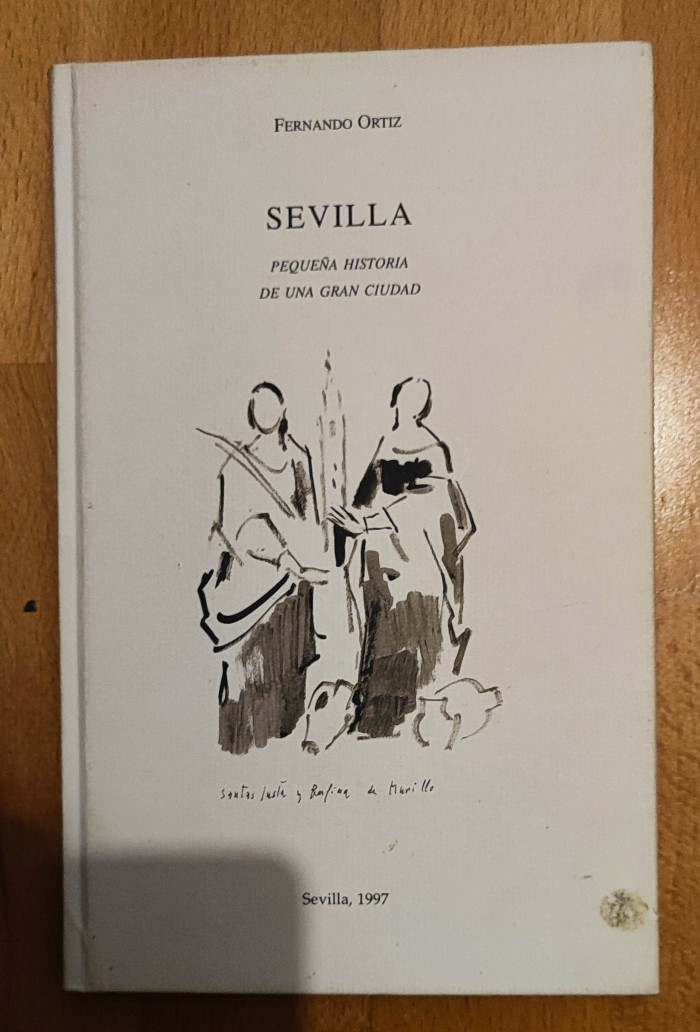 FERNANDO ORTIZ
SEVILLA
PEQUEÑA HISTORIA
DE UNA GRAN CIUDAD
Santas Justa y Rufina de Murillo
Sevilla, 1997